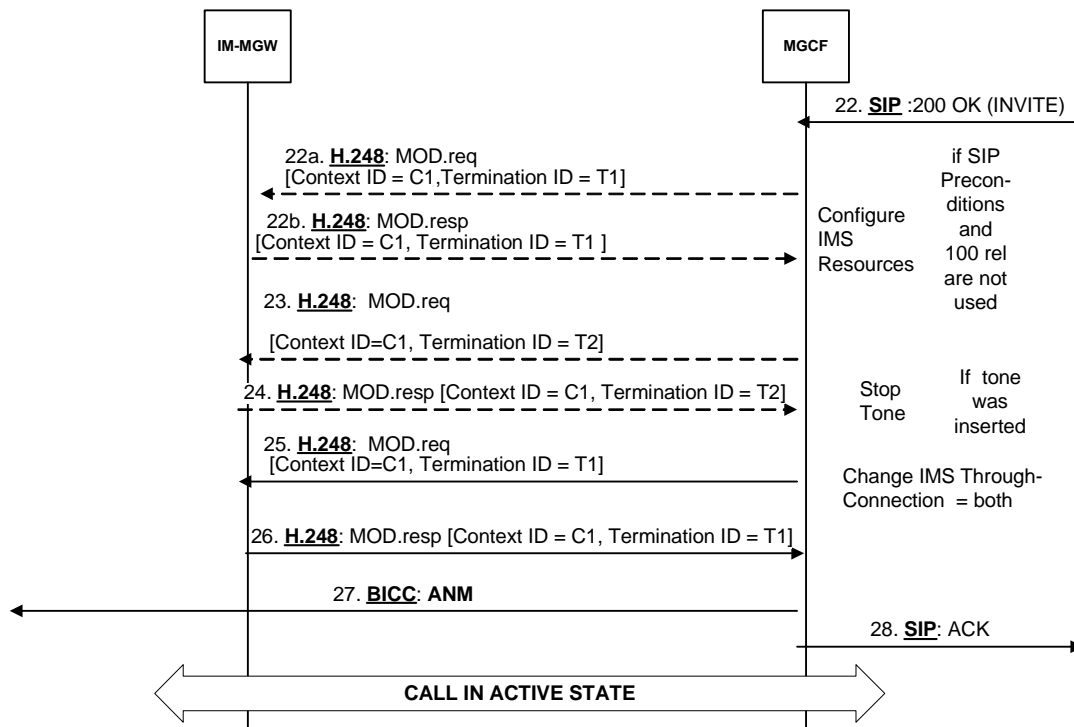 IM-MGW
MGCF
22. SIP :200 OK (INVITE)
22a. H.248: MOD.req
[Context ID = C1,Termination ID = T1]
22b. H.248: MOD.resp
[Context ID = C1, Termination ID = T1 ]
Configure
IMS
Resources
if SIP
Precon-
ditions
and
100 rel
are not
used
23. H.248:  MOD.req
[Context ID=C1, Termination ID = T2]
24. H.248: MOD.resp [Context ID = C1, Termination ID = T2]
Stop
Tone
If  tone
was
inserted
25. H.248:  MOD.req
[Context ID=C1, Termination ID = T1]
Change IMS Through-
Connection  = both
26. H.248: MOD.resp [Context ID = C1, Termination ID = T1]
27. BICC: ANM
28. SIP: ACK
CALL IN ACTIVE STATE